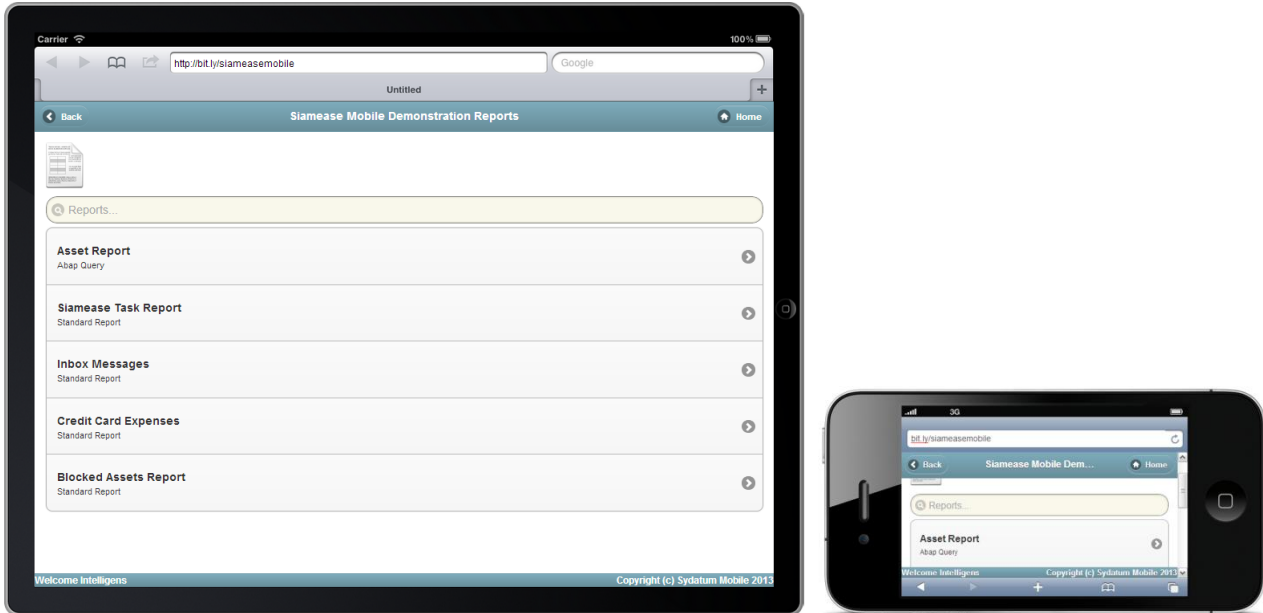 Carrier 100%
http://bit.ly/siameasemobile Google
Untitled +
Back Siamease Mobile Demonstration Reports Home
Reports...
Asset Report
Abap Query
Siamease Task Report
Standard Report
Inbox Messages
Standard Report
Credit Card Expenses
Standard Report
Blocked Assets Report
Standard Report
Welcome Intelligens Copyright (c) Sydatum Mobile 2013
3G
bit.ly/siameasemobile
Back Siamease Mobile Dem... Home
Reports...
Asset Report
Abap Query
Welcome Intelligens Copyright (c) Sydatum Mobile 2013